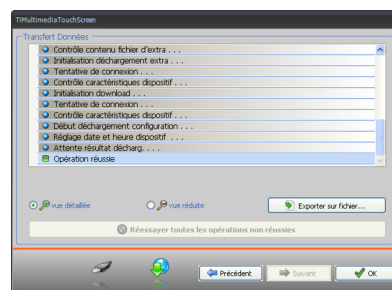 TiMultimediaTouchScreen
Transfert Données
Contrôle contenu fichier d'extra . . .
Initialisation déchargement extra . . .
Tentative de connexion . . .
Contrôle caractéristiques dispositif . . .
Initialisation download . . .
Tentative de connexion . . .
Contrôle caractéristiques dispositif . . .
Début déchargement configuration . . .
Réglage date et heure dispositif . . .
Attente résultat décharg. . . .
Opération réussie
vue détaillée
vue réduite
Exporter sur fichier...
Réessayer toutes les opérations non réussies
Précédent
Suivant
OK